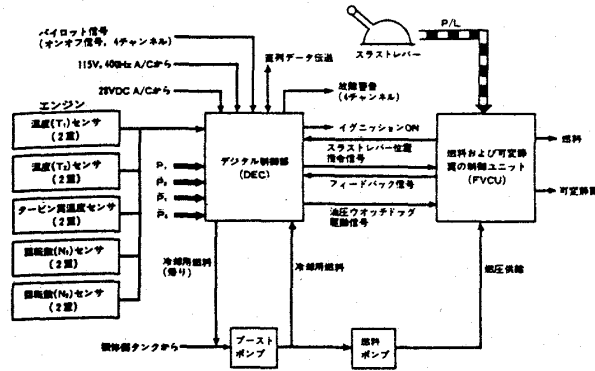 P/L
スラストレバー
パイロット信号
(オンオフ信号, 4チャンネル)
115V, 400Hz A/Cから
28VDC A/Cから
直列データ伝送
故障警告
(4チャンネル)
エンジン
温度(T₁)センサ
(2重)
温度(T₂)センサ
(2重)
タービン翼温度センサ
(2重)
回転数(N₁)センサ
(2重)
回転数(N₂)センサ
(2重)
デジタル制御部
(DEC)
イグニッションON
スラストレバー位置
指令信号
フィードバック信号
油圧ウオッチドッグ
駆動信号
燃料および可変静
翼の制御ユニット
(FVCU)
燃料
可変静翼
冷却用燃料
(帰り)
冷却用燃料
燃圧供給
機体側タンクから
ブースト
ポンプ
燃料
ポンプ